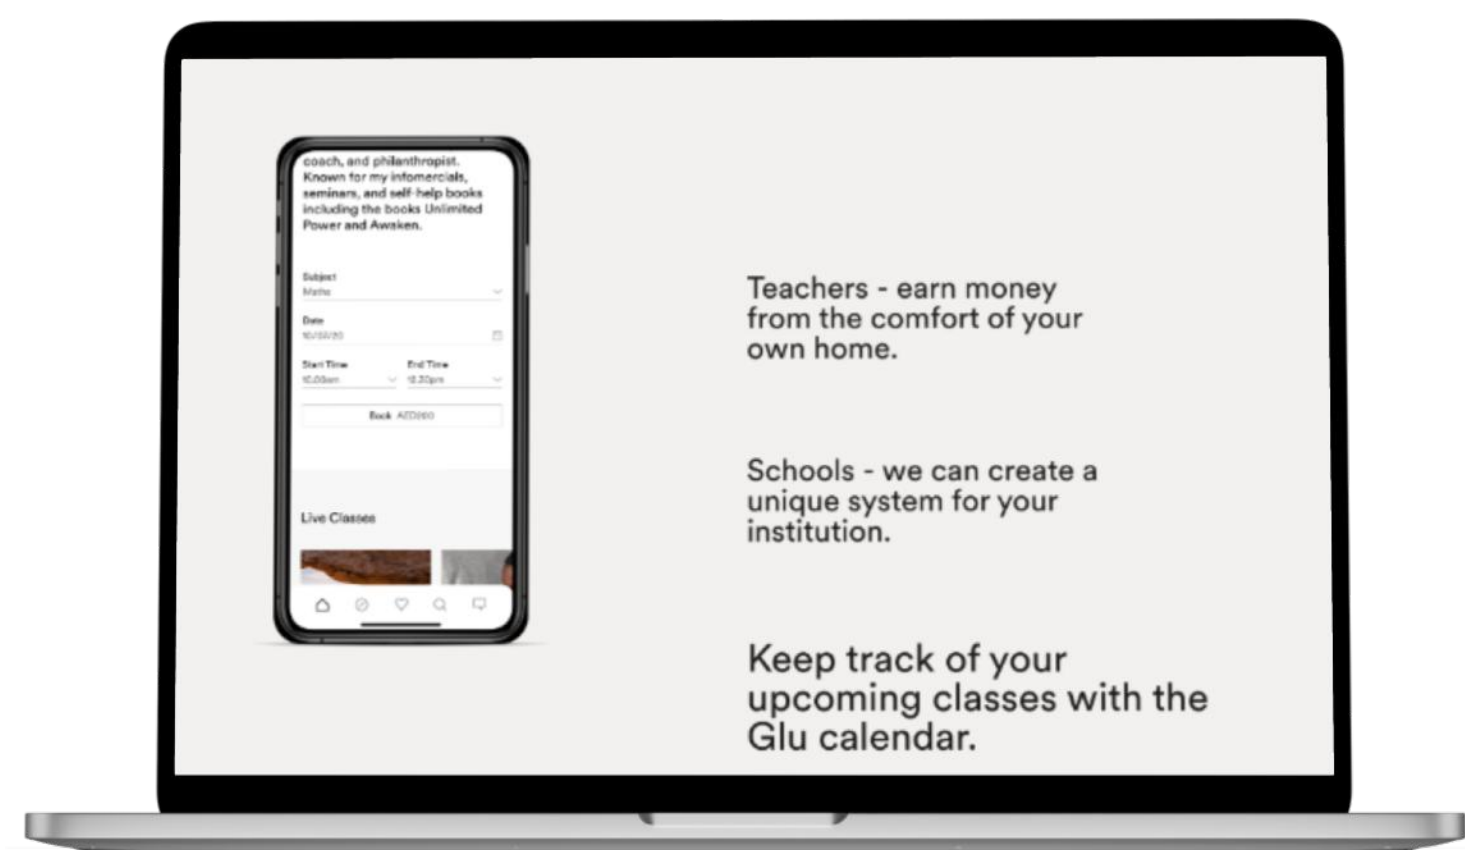 coach, and philanthropist.
Known for my infomercials,
seminars, and self-help books
including the books Unlimited
Power and Awaken.
Subject
Maths
Date
Start Time End Time
10.00am
Book
Live Classes
Teachers - earn money
from the comfort of your
own home.
Schools - we can create a
unique system for your
institution.
Keep track of your
upcoming classes with the
Glu calendar.